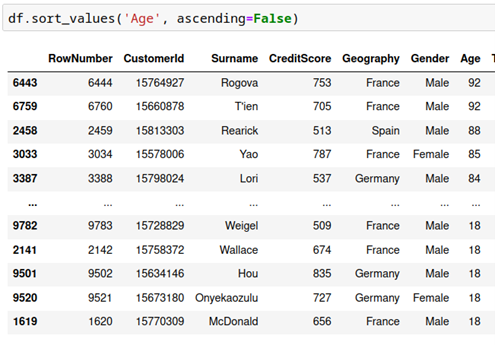 df.sort_values('Age', ascending=False)
RowNumber CustomerId Surname CreditScore Geography Gender Age
6443 6444 15764927 Rogova 753 France Male 92
6759 6760 15660878 T'ien 705 France Male 92
2458 2459 15813303 Rearick 513 Spain Male 88
3033 3034 15578006 Yao 787 France Female 85
3387 3388 15798024 Lori 537 Germany Male 84
... ... ... ... ... ... ... ...
9782 9783 15728829 Weigel 509 France Male 18
2141 2142 15758372 Wallace 674 France Male 18
9501 9502 15634146 Hou 835 Germany Male 18
9520 9521 15673180 Onyekaozulu 727 Germany Female 18
1619 1620 15770309 McDonald 656 France Male 18